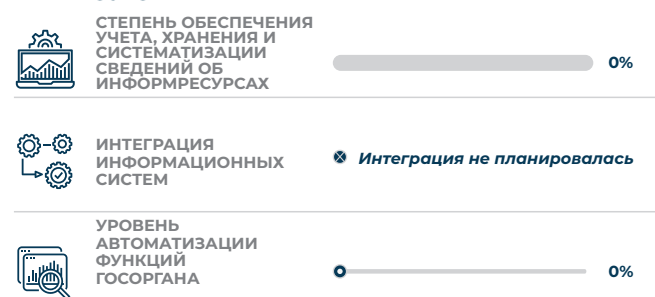 СТЕПЕНЬ ОБЕСПЕЧЕНИЯ
УЧЕТА, ХРАНЕНИЯ И
СИСТЕМАТИЗАЦИИ
СВЕДЕНИЙ ОБ
ИНФОРМРЕСУРСАХ
0%
ИНТЕГРАЦИЯ
ИНФОРМАЦИОННЫХ
СИСТЕМ
Интеграция не планировалась
УРОВЕНЬ
АВТОМАТИЗАЦИИ
ФУНКЦИЙ
ГОСОРГАНА
0%